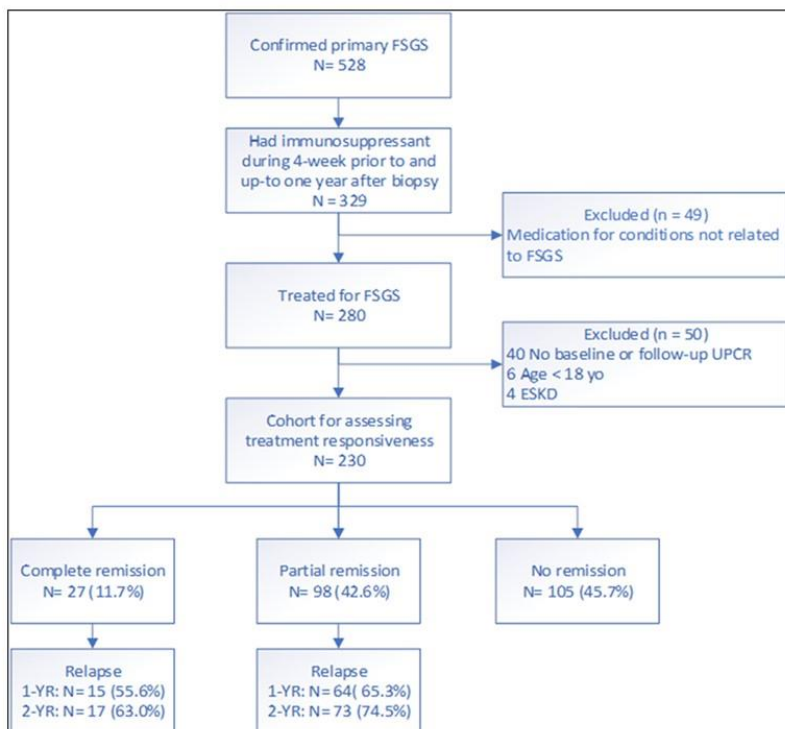 Confirmed primary FSGS
N= 528
Had immunosuppressant
during 4-week prior to and
up-to one year after biopsy
N = 329
Excluded (n = 49)
Medication for conditions not related
to FSGS
Treated for FSGS
N= 280
Excluded (n = 50)
40 No baseline or follow-up UPCR
6 Age < 18 yo
4 ESKD
Cohort for assessing
treatment responsiveness
N= 230
Complete remission
N= 27 (11.7%)
Partial remission
N= 98 (42.6%)
No remission
N= 105 (45.7%)
Relapse
1-YR: N= 15 (55.6%)
2-YR: N= 17 (63.0%)
Relapse
1-YR: N= 64( 65.3%)
2-YR: N= 73 (74.5%)